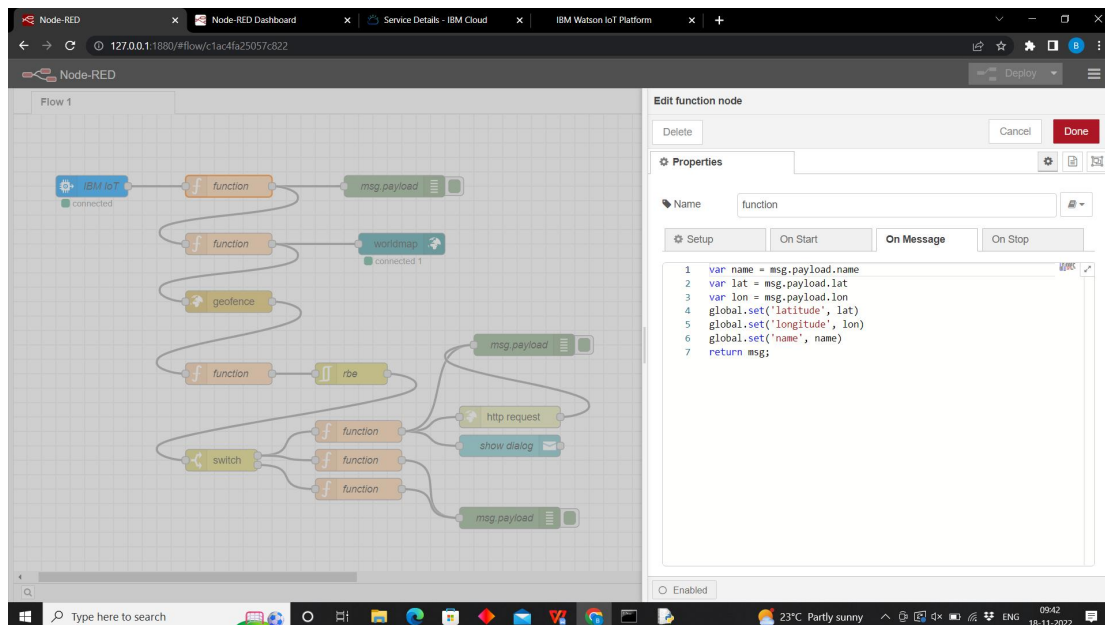 Node-RED
Node-RED Dashboard
Service Details - IBM Cloud
IBM Watson IoT Platform
127.0.0.1:1880/#flow/c1ac4fa25057c822
B
Node-RED
Deploy
Flow 1
IBM IoT
connected
function
msg.payload
function
worldmap
connected 1
geofence
msg.payload
function
rbe
http request
function
show dialog
switch
function
function
msg.payload
Edit function node
Delete
Cancel
Done
Properties
Name
function
Setup
On Start
On Message
On Stop
1 var name = msg.payload.name
2 var lat = msg.payload.lat
3 var lon = msg.payload.lon
4 global.set('latitude', lat)
5 global.set('longitude', lon)
6 global.set('name', name)
7 return msg;
Enabled
Type here to search
23°C Partly sunny
ENG
09:42
18-11-2022